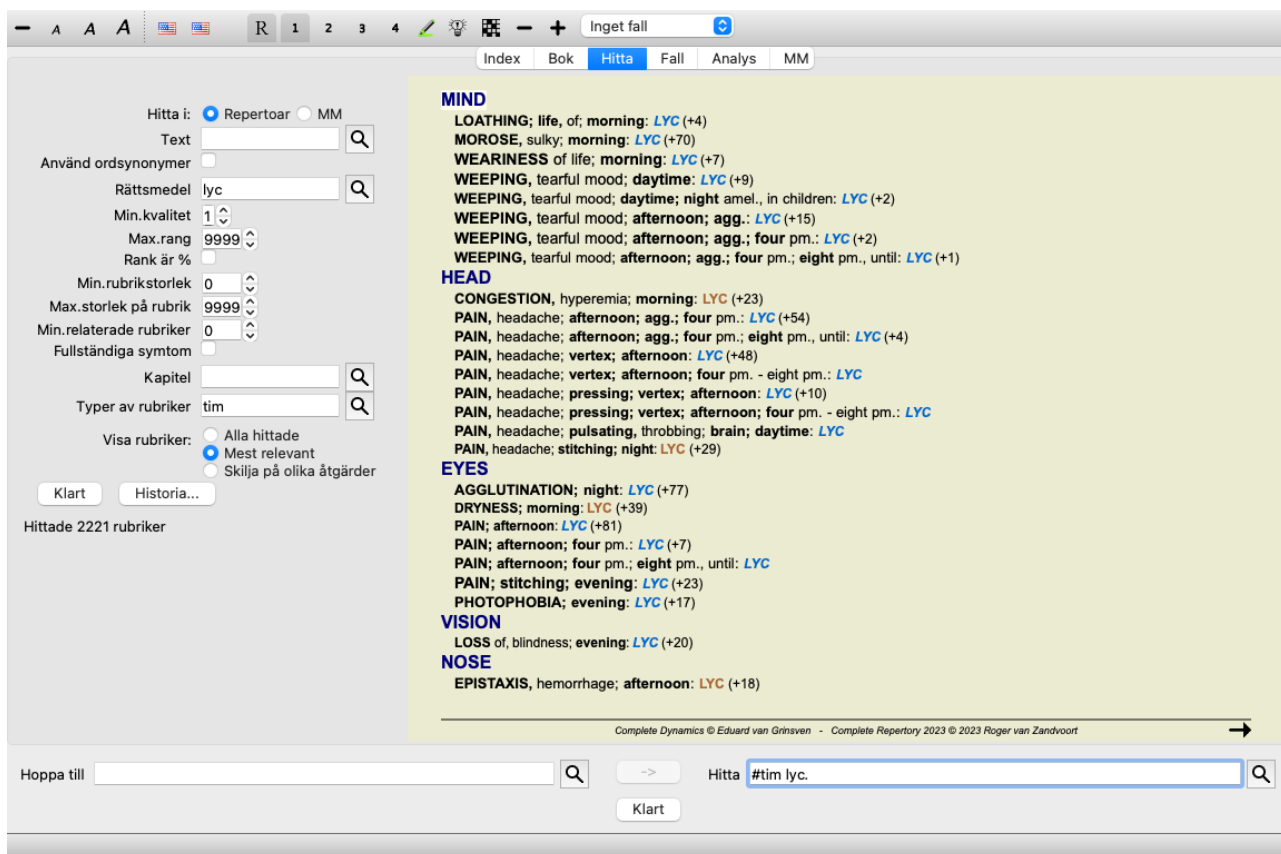 A A A R 1 2 3 4 Inget fall
Index Bok Hitta Fall Analys MM
Hitta i: Repertoar MM
Text
Använd ordsynonymer
Rättsmedel lyc
Min.kvalitet 1
Max.rang 9999
Rank är %
Min.rubrikstorlek 0
Max.storlek på rubrik 9999
Min.relaterade rubriker 0
Fullständiga symtom
Kapitel
Typer av rubriker tim
Visa rubriker: Alla hittade
Mest relevant
Skilja på olika åtgärder
Klart Historia...
Hittade 2221 rubriker
MIND
LOATHING; life, of; morning: LYC (+4)
MOROSE, sulky; morning: LYC (+70)
WEARINESS of life; morning: LYC (+7)
WEEPING, tearful mood; daytime: LYC (+9)
WEEPING, tearful mood; daytime; night amel., in children: LYC (+2)
WEEPING, tearful mood; afternoon; agg.: LYC (+15)
WEEPING, tearful mood; afternoon; agg.; four pm.: LYC (+2)
WEEPING, tearful mood; afternoon; agg.; four pm.; eight pm., until: LYC (+1)
HEAD
CONGESTION, hyperemia; morning: LYC (+23)
PAIN, headache; afternoon; agg.; four pm.: LYC (+54)
PAIN, headache; afternoon; agg.; four pm.; eight pm., until: LYC (+4)
PAIN, headache; vertex; afternoon: LYC (+48)
PAIN, headache; vertex; afternoon; four pm. - eight pm.: LYC
PAIN, headache; pressing; vertex; afternoon: LYC (+10)
PAIN, headache; pressing; vertex; afternoon; four pm. - eight pm.: LYC
PAIN, headache; pulsating, throbbing; brain; daytime: LYC
PAIN, headache; stitching; night: LYC (+29)
EYES
AGGLUTINATION; night: LYC (+77)
DRYNESS; morning: LYC (+39)
PAIN; afternoon: LYC (+81)
PAIN; afternoon; four pm.: LYC (+7)
PAIN; afternoon; four pm.; eight pm., until: LYC
PAIN; stitching; evening: LYC (+23)
PHOTOPHOBIA; evening: LYC (+17)
VISION
LOSS of, blindness; evening: LYC (+20)
NOSE
EPISTAXIS, hemorrhage; afternoon: LYC (+18)
Complete Dynamics © Eduard van Grinsven - Complete Repertory 2023 © 2023 Roger van Zandvoort
Hoppa till -> Hitta #tim lyc.
Klart